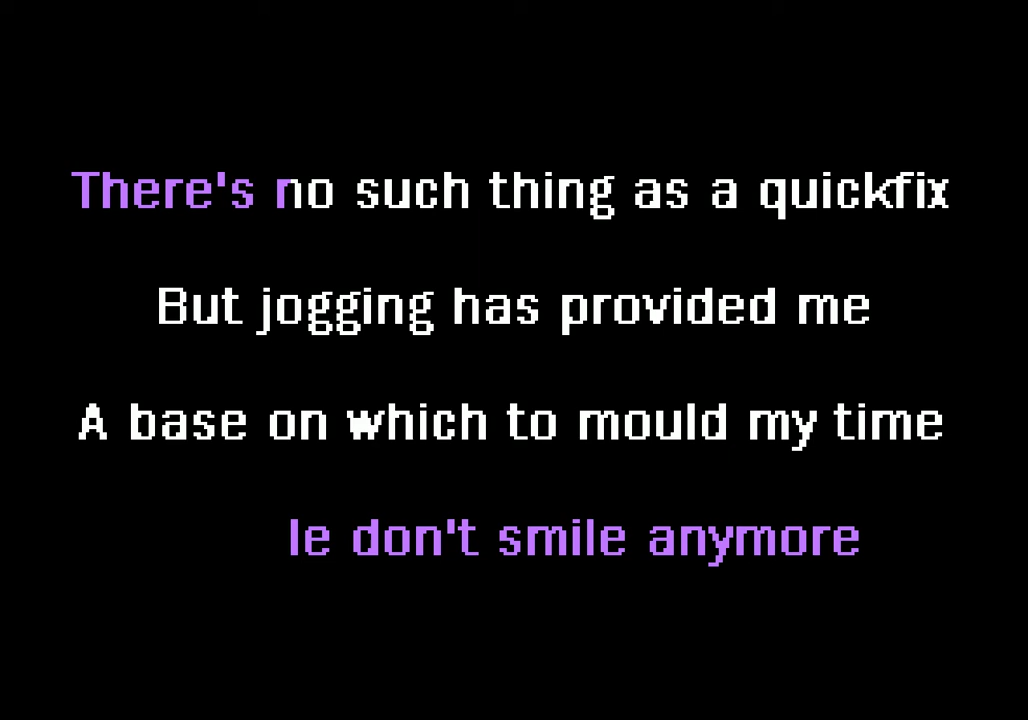 There's no such thing as a quickfix
But jogging has provided me
A base on which to mould my time
le don't smile anymore